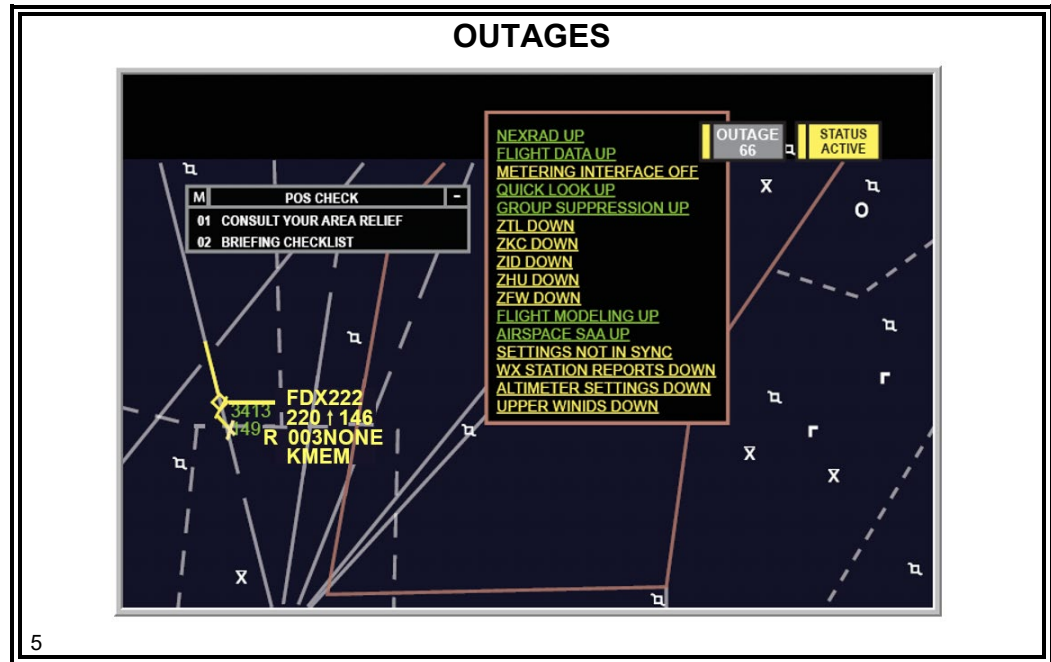 OUTAGES
M POS CHECK -
01 CONSULT YOUR AREA RELIEF
02 BRIEFING CHECKLIST
NEXRAD UP
FLIGHT DATA UP
METERING INTERFACE OFF
QUICK LOOK UP
GROUP SUPPRESSION UP
ZTL DOWN
ZKC DOWN
ZID DOWN
ZHU DOWN
ZFW DOWN
FLIGHT MODELING UP
AIRSPACE SAA UP
SETTINGS NOT IN SYNC
WX STATION REPORTS DOWN
ALTIMETER SETTINGS DOWN
UPPER WINIDS DOWN
OUTAGE
66
STATUS
ACTIVE
FDX222
220↑146
R 003NONE
KMEM
3413
149
5